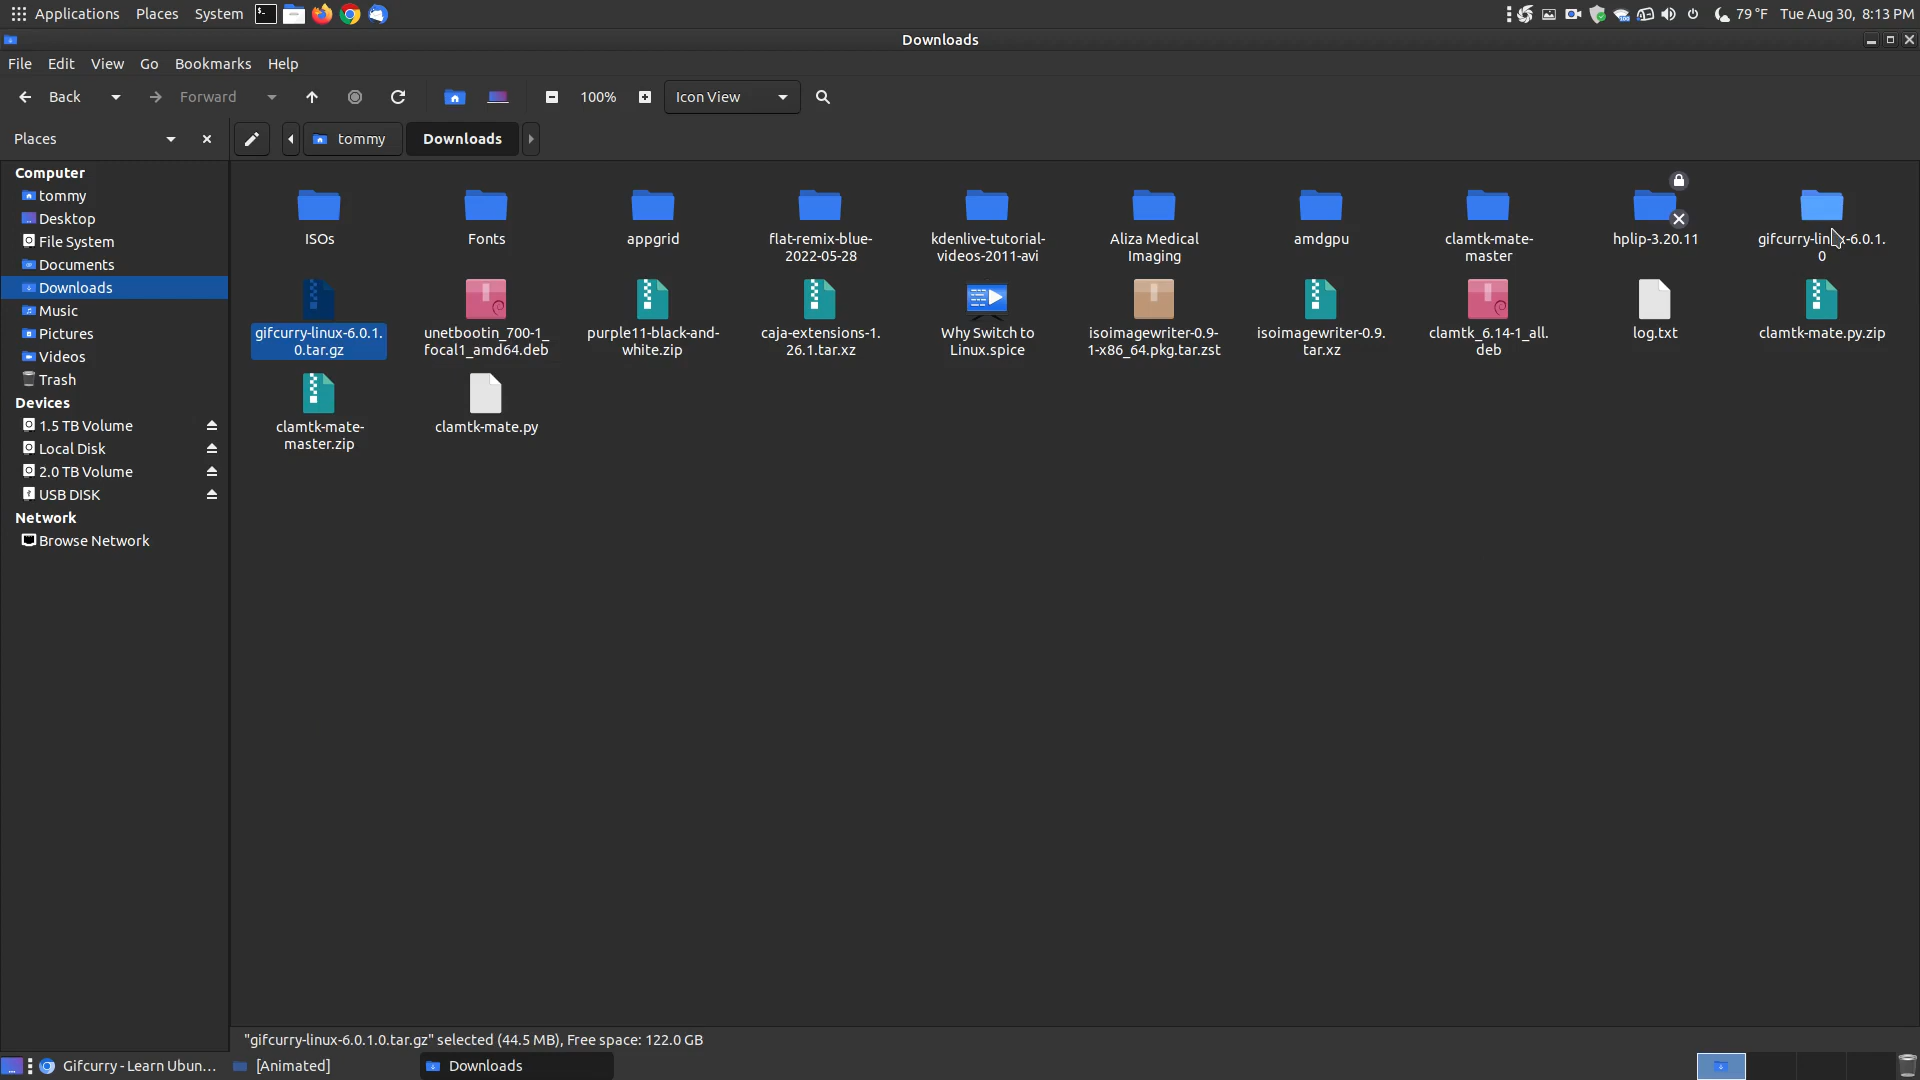 Applications Places System 79 °F Tue Aug 30, 8:13 PM
Downloads
File Edit View Go Bookmarks Help
Back Forward 100% Icon View
Places tommy Downloads
Computer
tommy
Desktop
File System
Documents
Downloads
Music
Pictures
Videos
Trash
Devices
1.5 TB Volume
Local Disk
2.0 TB Volume
USB DISK
Network
Browse Network
ISOs
Fonts
appgrid
flat-remix-blue-
2022-05-28
kdenlive-tutorial-
videos-2011-avi
Aliza Medical
Imaging
amdgpu
clamtk-mate-
master
hplip-3.20.11
gifcurry-linux-6.0.1.
0
gifcurry-linux-6.0.1.
0.tar.gz
unetbootin_700-1_
focal1_amd64.deb
purple11-black-and-
white.zip
caja-extensions-1.
26.1.tar.xz
Why Switch to
Linux.spice
isoimagewriter-0.9-
1-x86_64.pkg.tar.zst
isoimagewriter-0.9.
tar.xz
clamtk_6.14-1_all.
deb
log.txt
clamtk-mate.py.zip
clamtk-mate-
master.zip
clamtk-mate.py
"gifcurry-linux-6.0.1.0.tar.gz" selected (44.5 MB), Free space: 122.0 GB
Gifcurry - Learn Ubun... [Animated] Downloads